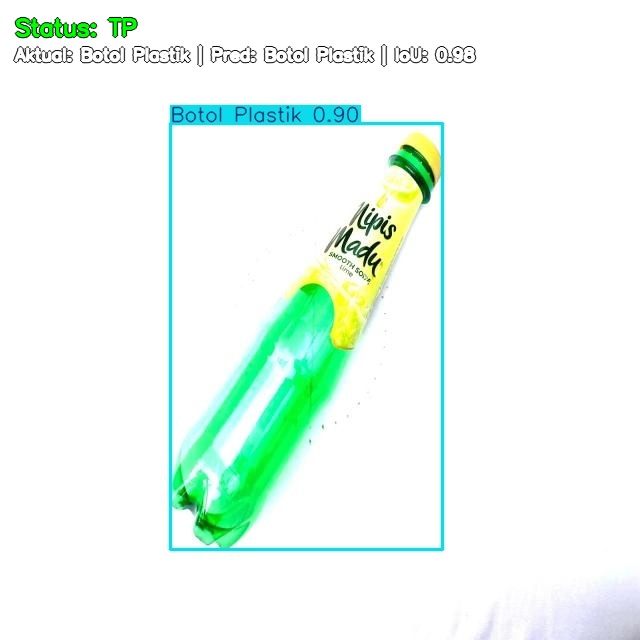 Status: TP
Aktual: Botol Plastik | Pred: Botol Plastik | IoU: 0.98
Botol Plastik 0.90
Nipis
Madu
SMOOTH SODA
Lime